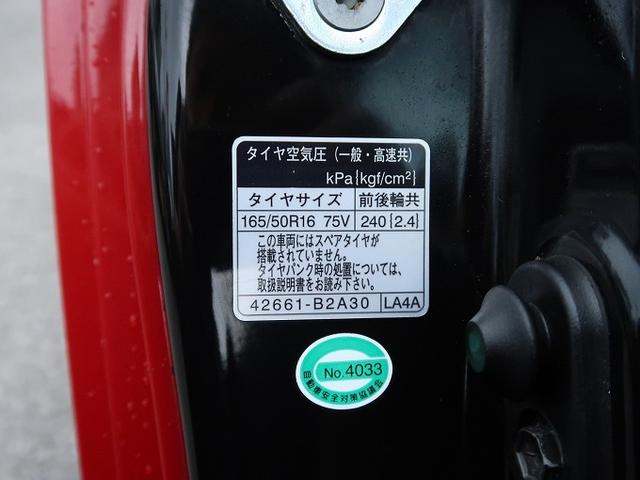 タイヤ空気圧（一般・高速共）
kPa{kgf/cm²}
タイヤサイズ 前後輪共
165/50R16 75V 240{2.4}
この車両にはスペアタイヤが
搭載されていません。
タイヤパンク時の処置については、
取扱説明書をお読み下さい。
42661-B2A30 LA4A
No.4033
自動車安全対策協議会